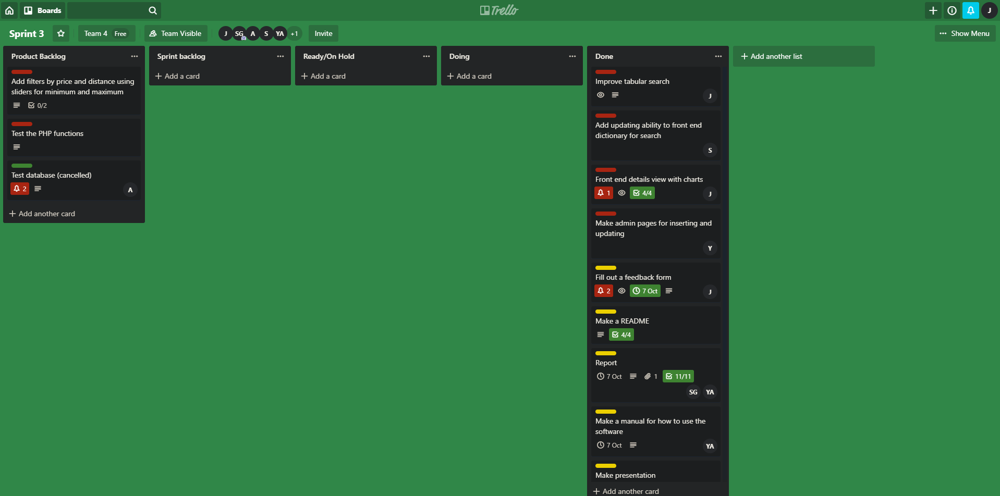 Boards
Trello
J
Sprint 3
Team 4 Free
Team Visible
J SG A S YA +1
Invite
Show Menu
Product Backlog
Add filters by price and distance using
sliders for minimum and maximum
0/2
Test the PHP functions
Test database (cancelled)
2
A
Add another card
Sprint backlog
Add a card
Ready/On Hold
Add a card
Doing
Add a card
Done
Improve tabular search
J
Add updating ability to front end
dictionary for search
S
Front end details view with charts
1 4/4
J
Make admin pages for inserting and
updating
Y
Fill out a feedback form
2 7 Oct
J
Make a README
4/4
Report
7 Oct 1 11/11
SG YA
Make a manual for how to use the
software
7 Oct
YA
Make presentation
Add another card
Add another list